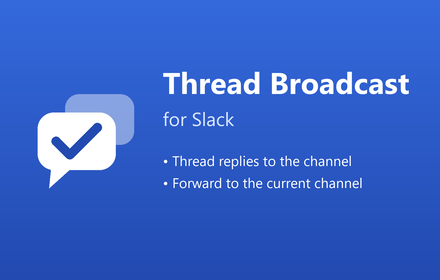 Thread Broadcast
for Slack
• Thread replies to the channel
• Forward to the current channel